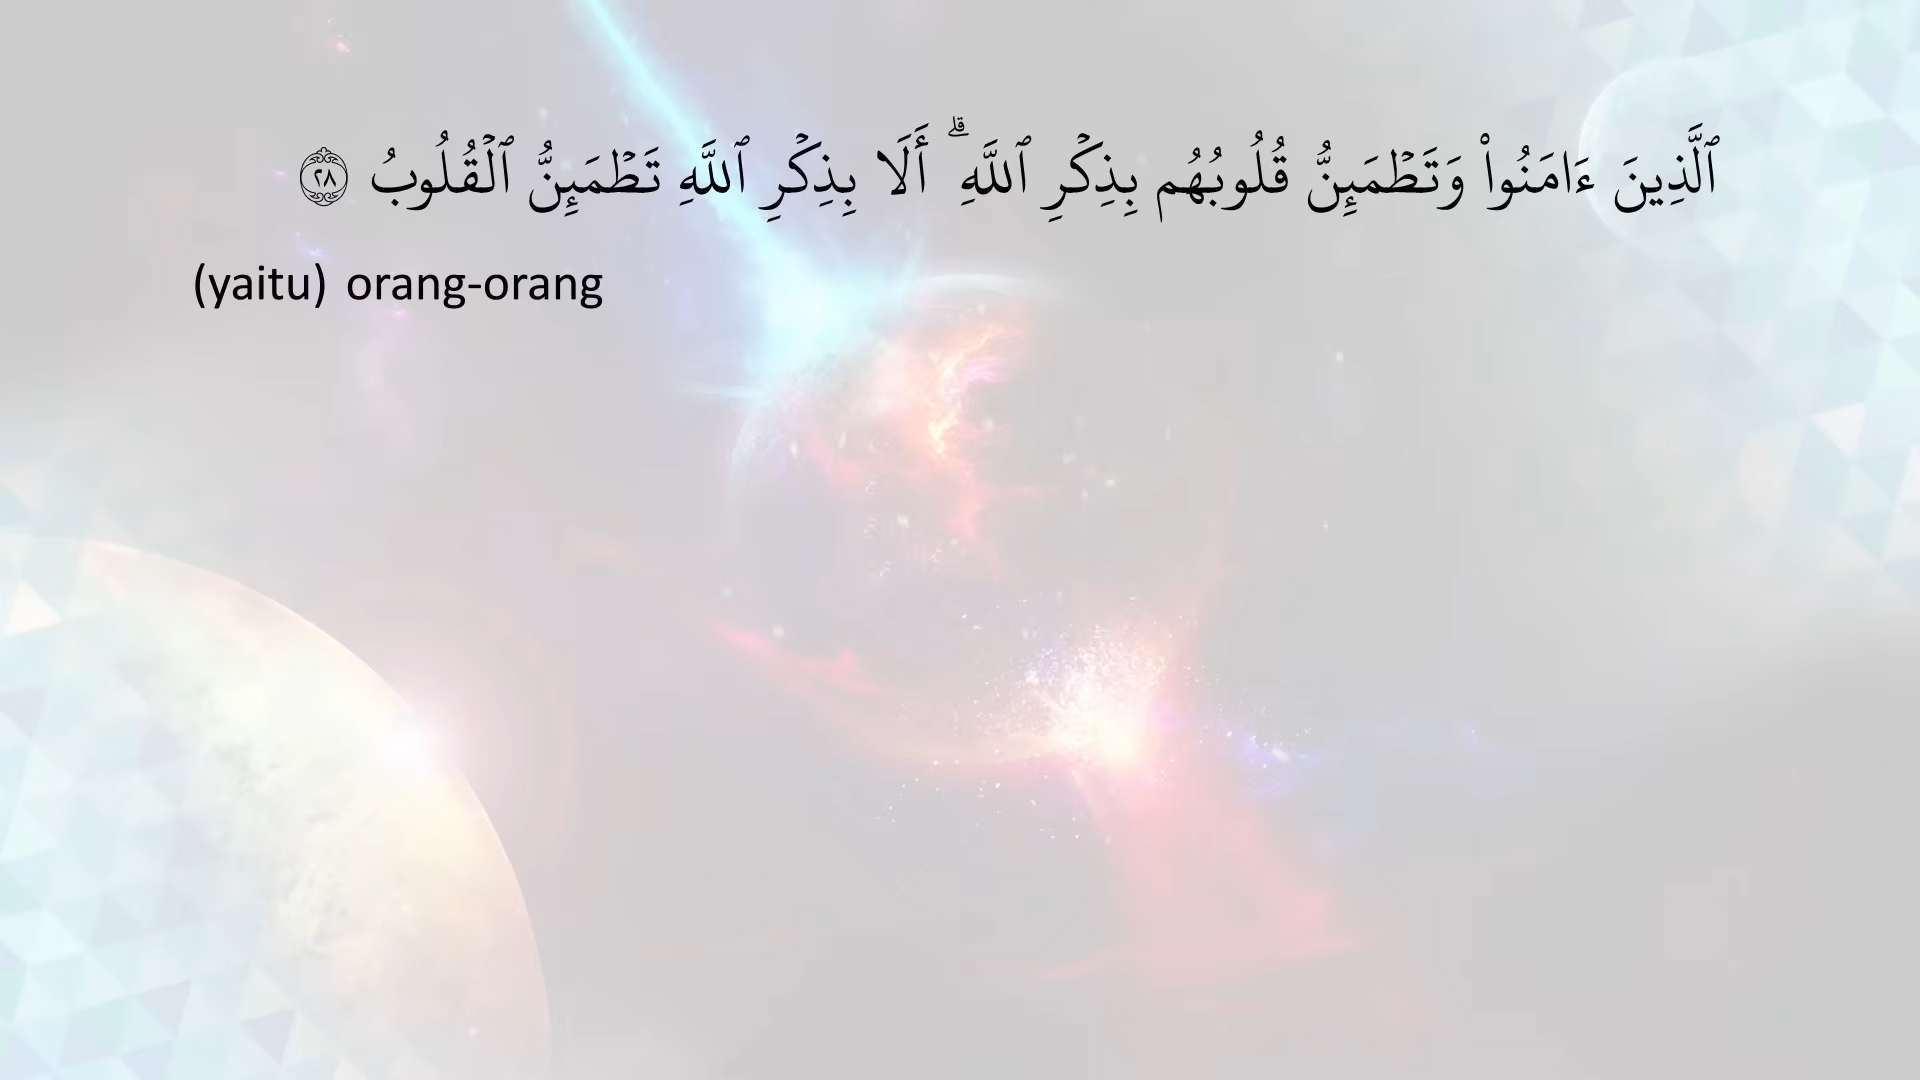 ٱلَّذِينَ ءَامَنُوا۟ وَتَطْمَئِنُّ قُلُوبُهُم بِذِكْرِ ٱللَّهِ ۗ أَلَا بِذِكْرِ ٱللَّهِ تَطْمَئِنُّ ٱلْقُلُوبُ ٢٨
(yaitu) orang-orang